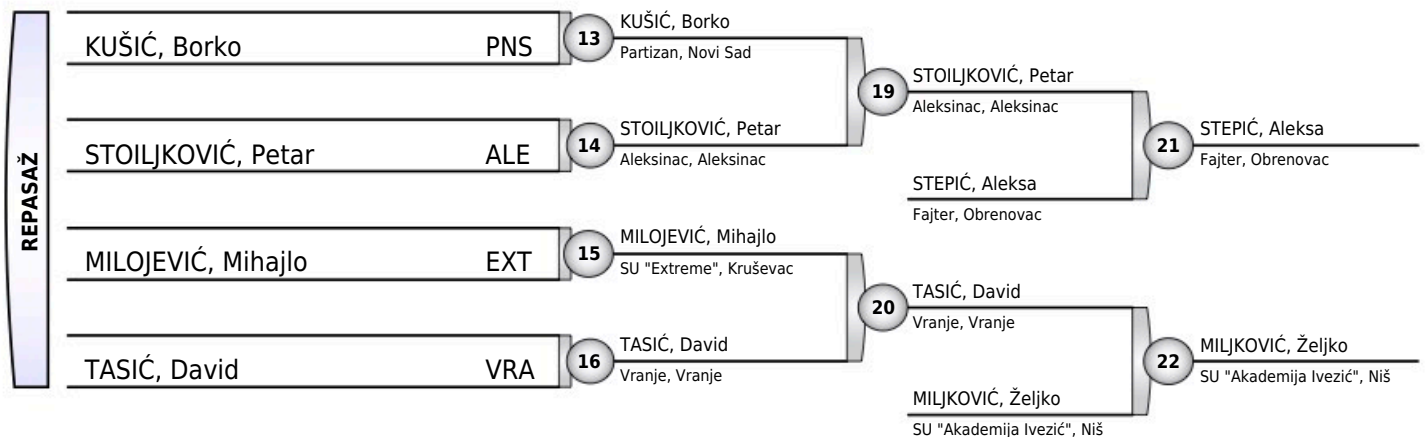 REPASAŽ
KUŠIĆ, Borko PNS
STOILJKOVIĆ, Petar ALE
MILOJEVIĆ, Mihajlo EXT
TASIĆ, David VRA
13
KUŠIĆ, Borko
Partizan, Novi Sad
14
STOILJKOVIĆ, Petar
Aleksinac, Aleksinac
15
MILOJEVIĆ, Mihajlo
SU "Extreme", Kruševac
16
TASIĆ, David
Vranje, Vranje
19
STOILJKOVIĆ, Petar
Aleksinac, Aleksinac
STEPIĆ, Aleksa
Fajter, Obrenovac
20
TASIĆ, David
Vranje, Vranje
MILJKOVIĆ, Željko
SU "Akademija Ivezić", Niš
21
STEPIĆ, Aleksa
Fajter, Obrenovac
22
MILJKOVIĆ, Željko
SU "Akademija Ivezić", Niš